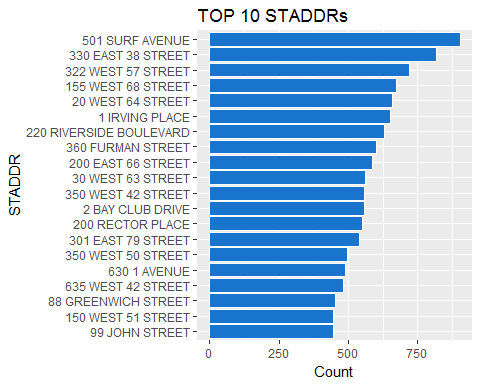 TOP 10 STADDRs
501 SURF AVENUE
330 EAST 38 STREET
322 WEST 57 STREET
155 WEST 68 STREET
20 WEST 64 STREET
1 IRVING PLACE
220 RIVERSIDE BOULEVARD
360 FURMAN STREET
200 EAST 66 STREET
30 WEST 63 STREET
350 WEST 42 STREET
2 BAY CLUB DRIVE
200 RECTOR PLACE
301 EAST 79 STREET
350 WEST 50 STREET
630 1 AVENUE
635 WEST 42 STREET
88 GREENWICH STREET
150 WEST 51 STREET
99 JOHN STREET
STADDR
0 250 500 750
Count